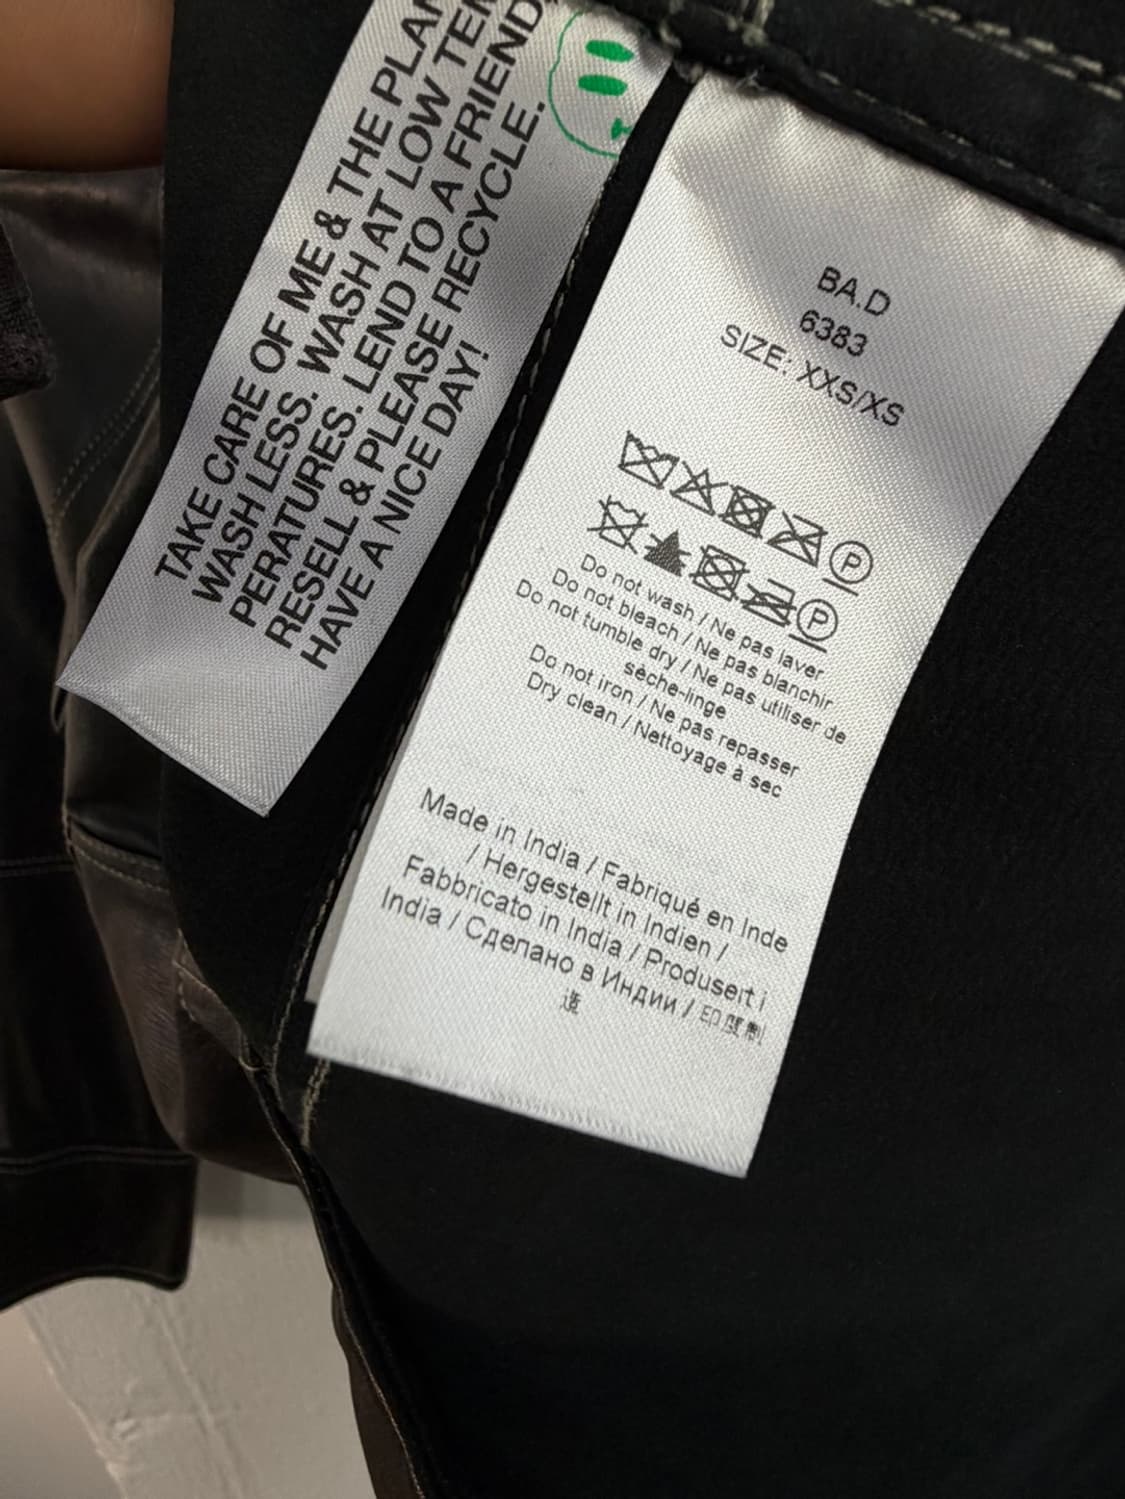 TAKE CARE OF ME & THE PLA
WASH LESS. WASH AT LOW TEM
PERATURES. LEND TO A FRIEND,
RESELL & PLEASE RECYCLE.
HAVE A NICE DAY!
BA.D
6383
SIZE: XXS/XS
P
P
Do not wash / Ne pas laver
Do not bleach / Ne pas blanchir
Do not tumble dry / Ne pas utiliser de
sèche-linge
Do not iron / Ne pas repasser
Dry clean / Nettoyage à sec
Made in India / Fabriqué en Inde
/ Hergestellt in Indien /
Fabbricato in India / Produsert i
India / Сделано в Индии / 印度制
造